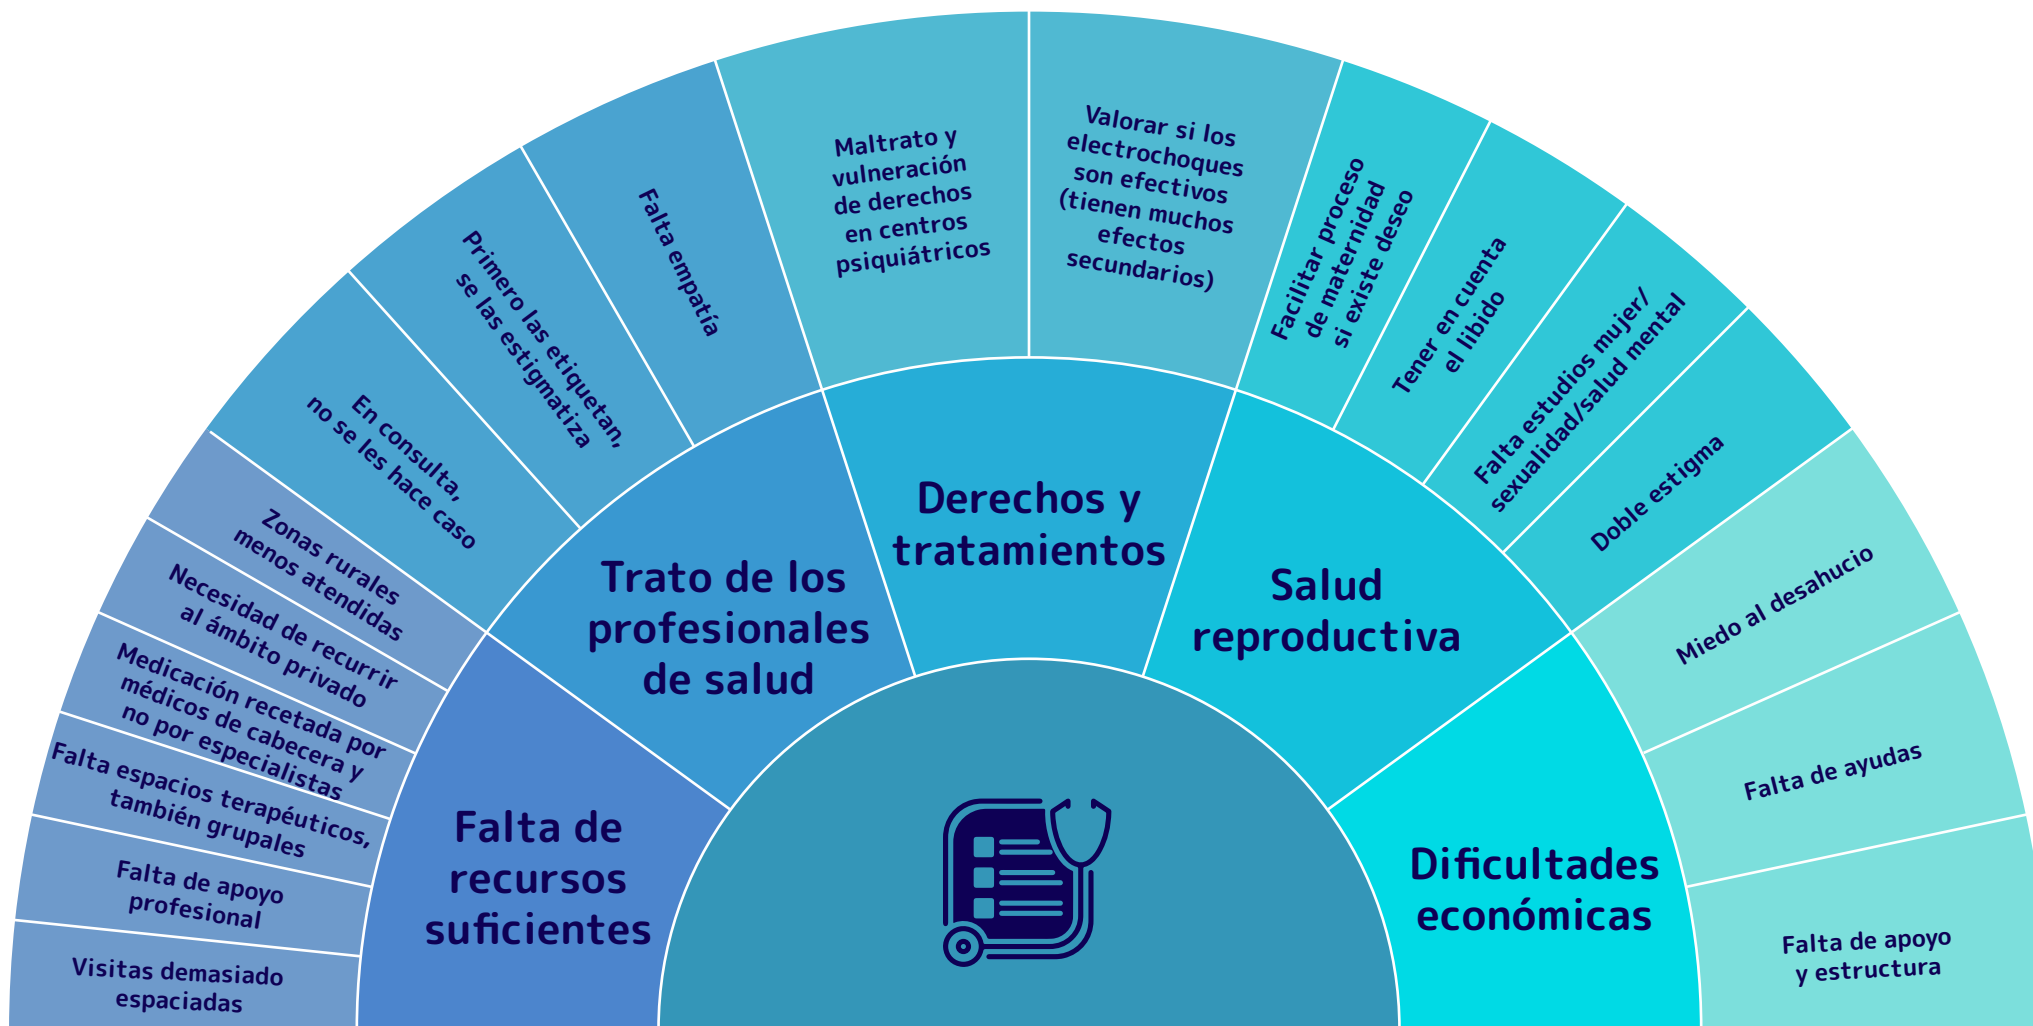 Falta de
recursos
suficientes
Visitas demasiado
espaciadas
Falta de apoyo
profesional
Falta espacios terapéuticos,
también grupales
Medicación recetada por
médicos de cabecera y
no por especialistas
Necesidad de recurrir
al ámbito privado
Zonas rurales
menos atendidas
Trato de los
profesionales
de salud
En consulta,
no se les hace caso
Primero las etiquetan,
se las estigmatiza
Falta empatía
Derechos y
tratamientos
Maltrato y
vulneración
de derechos
en centros
psiquiátricos
Valorar si los
electrochoques
son efectivos
(tienen muchos
efectos
secundarios)
Salud
reproductiva
Facilitar proceso
de maternidad
si existe deseo
Tener en cuenta
el libido
Falta estudios mujer/
sexualidad/salud mental
Doble estigma
Dificultades
económicas
Miedo al desahucio
Falta de ayudas
Falta de apoyo
y estructura